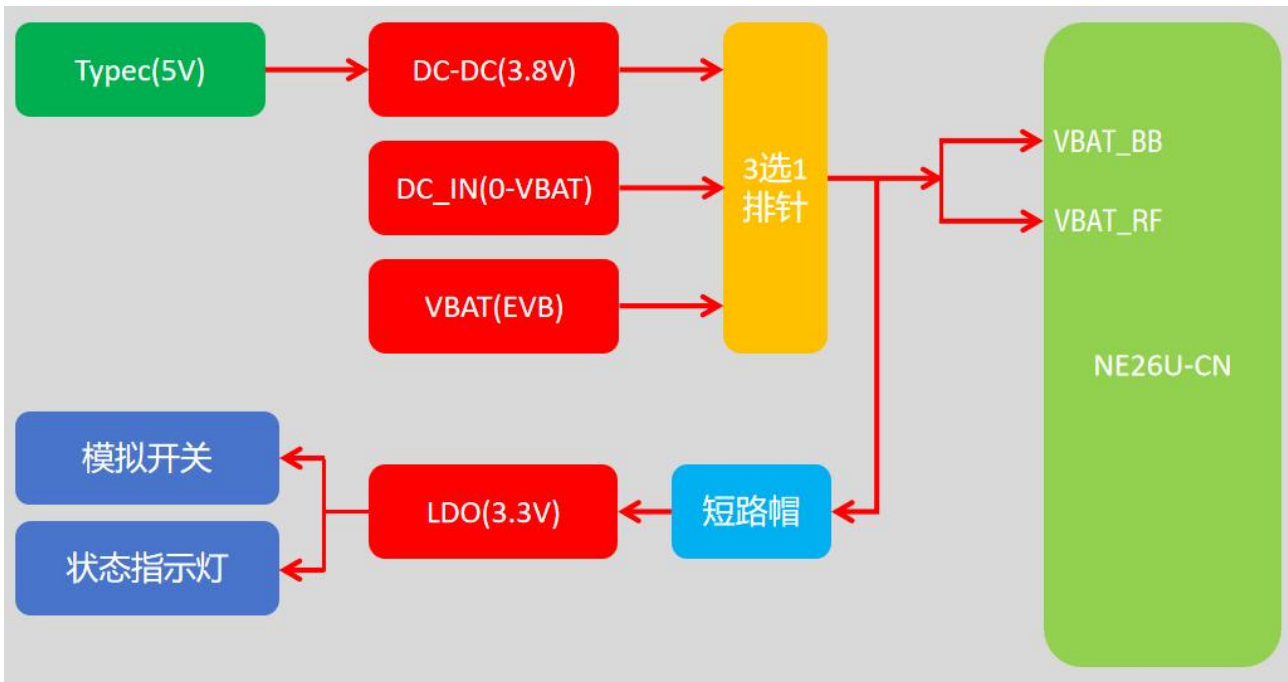 Typec(5V)
DC-DC(3.8V)
DC_IN(0-VBAT)
VBAT(EVB)
3选1
排针
VBAT_BB
VBAT_RF
NE26U-CN
模拟开关
状态指示灯
LDO(3.3V)
短路帽